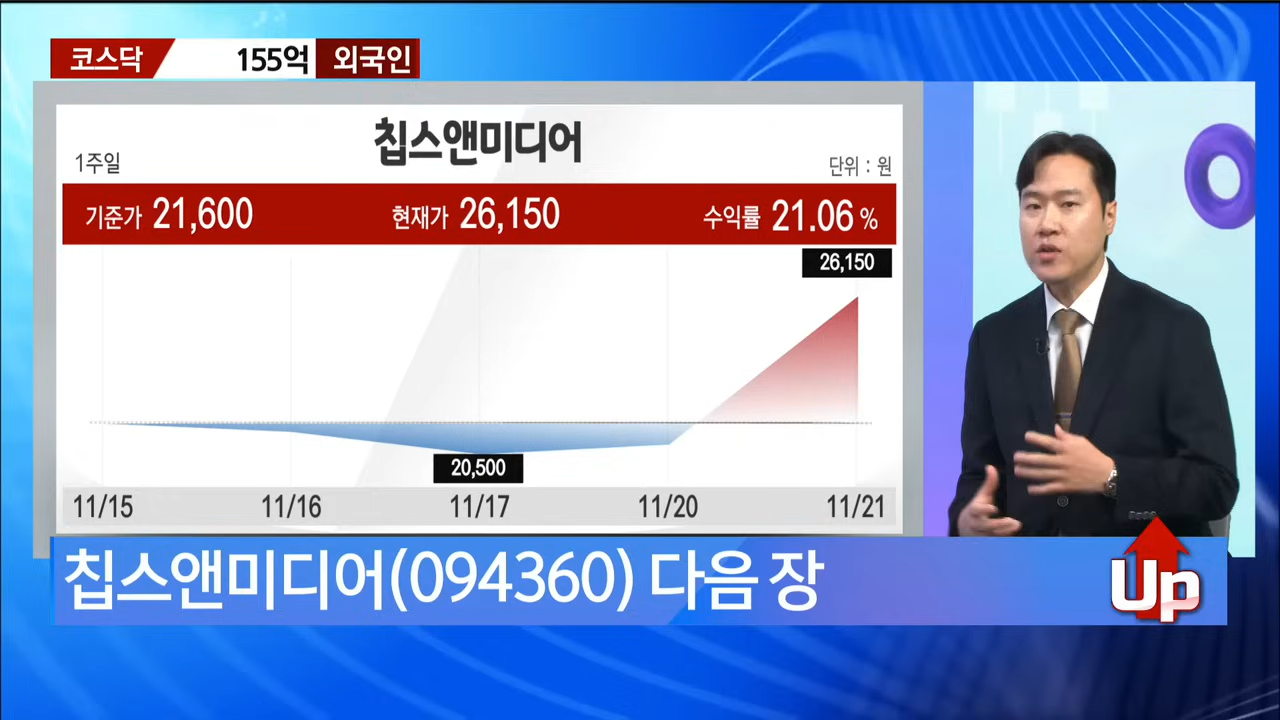 코스닥 155억 외국인
칩스앤미디어
1주일
단위 : 원
기준가 21,600 현재가 26,150 수익률 21.06 %
26,150
20,500
11/15 11/16 11/17 11/20 11/21
칩스앤미디어(094360) 다음 장
Up